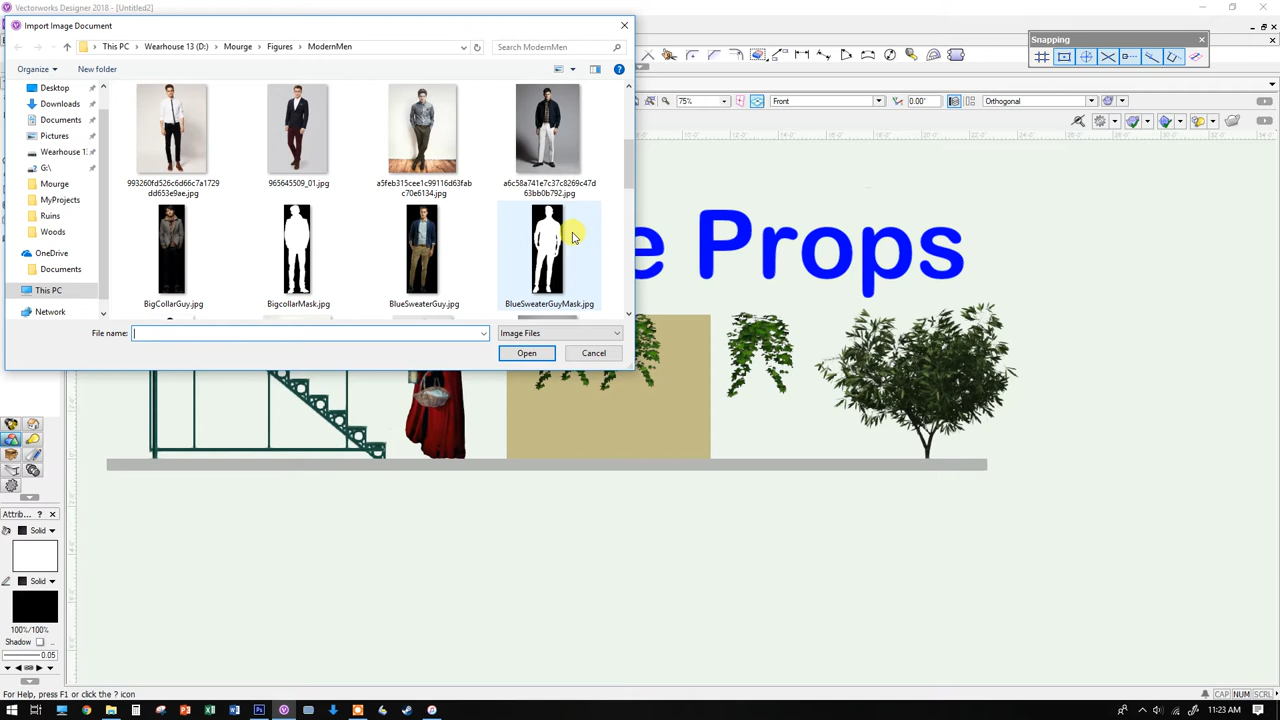 Vectorworks Designer 2018 - [Untitled2]
Import Image Document
This PC > Wearhouse 13 (D:) > Mourge > Figures > ModernMen
Search ModernMen
Snapping
Organize
New folder
75%
Front
0.00°
Orthogonal
Desktop
Downloads
Documents
Pictures
Wearhouse 1
G:\
Mourge
MyProjects
Ruins
Woods
OneDrive
Documents
This PC
Network
993260fd526c6d66c7a1729
dd653e9ae.jpg
965645509_01.jpg
a5feb315cee1c99116d63fab
c70e6134.jpg
a6c58a741e7c37c8269c47d
63bb0b792.jpg
BigCollarGuy.jpg
BigcollarMask.jpg
BlueSweaterGuy.jpg
BlueSweaterGuyMask.jpg
File name:
Image Files
Open
Cancel
e Props
Attrib...
Solid
Solid
100%/100%
Shadow
0.05
For Help, press F1 or click the ? icon
CAP NUM SCRL
11:23 AM